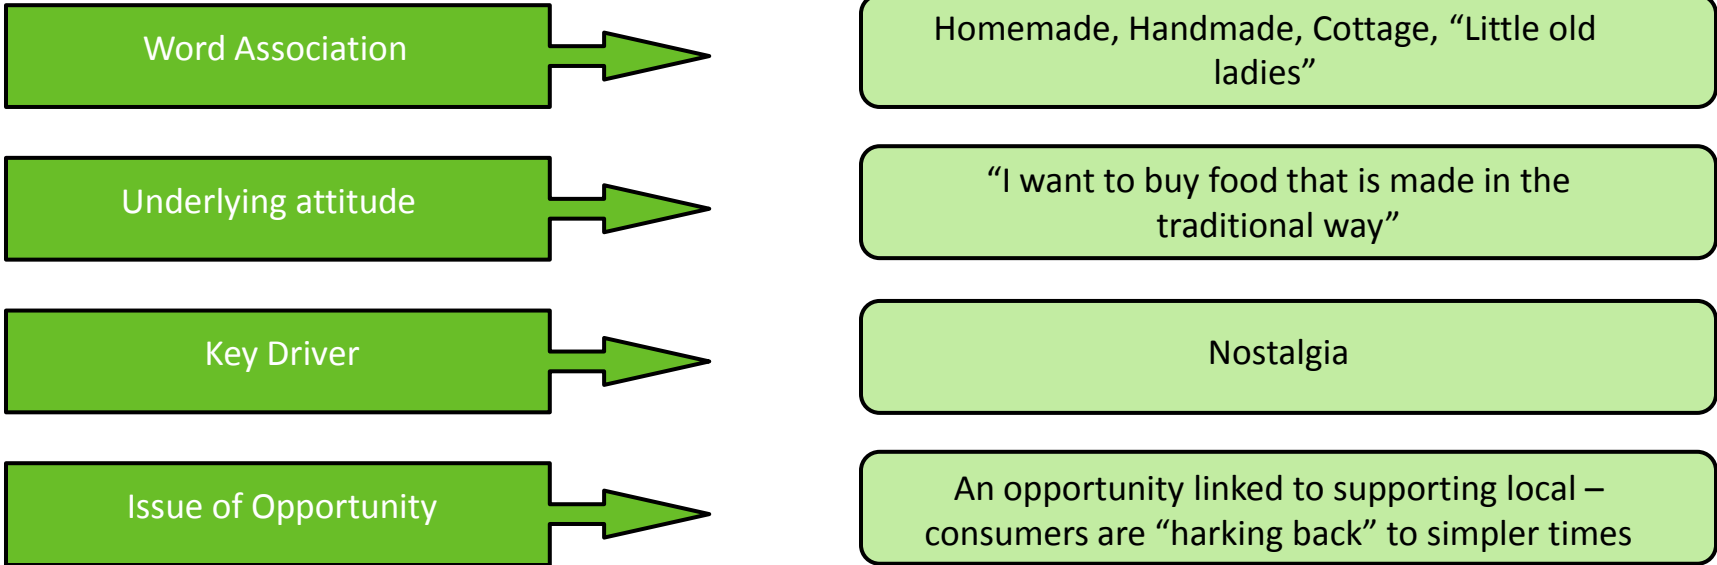 Word Association
Homemade, Handmade, Cottage, “Little old
ladies”
Underlying attitude
“I want to buy food that is made in the
traditional way”
Key Driver
Nostalgia
Issue of Opportunity
An opportunity linked to supporting local –
consumers are “harking back” to simpler times